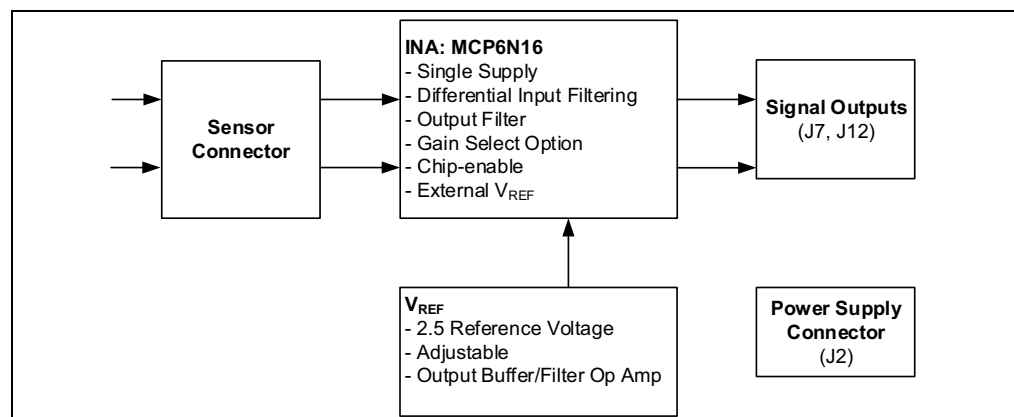 Sensor
Connector
INA: MCP6N16
- Single Supply
- Differential Input Filtering
- Output Filter
- Gain Select Option
- Chip-enable
- External VREF
Signal Outputs
(J7, J12)
VREF
- 2.5 Reference Voltage
- Adjustable
- Output Buffer/Filter Op Amp
Power Supply
Connector
(J2)